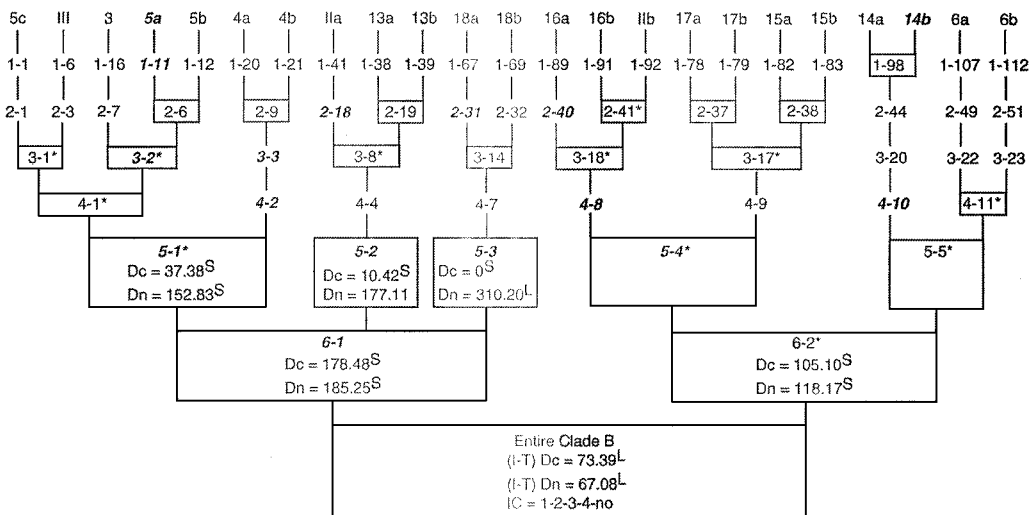 5c III 3 5a 5b 4a 4b IIa 13a 13b 18a 18b 16a 16b IIb 17a 17b 15a 15b 14a 14b 6a 6b
1-1 1-6 1-16 1-11 1-12 1-20 1-21 1-41 1-38 1-39 1-67 1-69 1-89 1-91 1-92 1-78 1-79 1-82 1-83 1-98 1-107 1-112
2-1 2-3 2-7 2-6 2-9 2-18 2-19 2-31 2-32 2-40 2-41* 2-37 2-38 2-44 2-49 2-51
3-1* 3-2* 3-3 3-8* 3-14 3-18* 3-17* 3-20 3-22 3-23
4-1* 4-2 4-4 4-7 4-8 4-9 4-10 4-11*
5-1* 5-2 5-3 5-4* 5-5*
Dc = 37.38S Dc = 10.42S Dc = 0S
Dn = 152.83S Dn = 177.11 Dn = 310.20L
6-1 6-2*
Dc = 178.48S Dc = 105.10S
Dn = 185.25S Dn = 118.17S
Entire Clade B
(I-T) Dc = 73.39L
(I-T) Dn = 67.08L
IC = 1-2-3-4-no